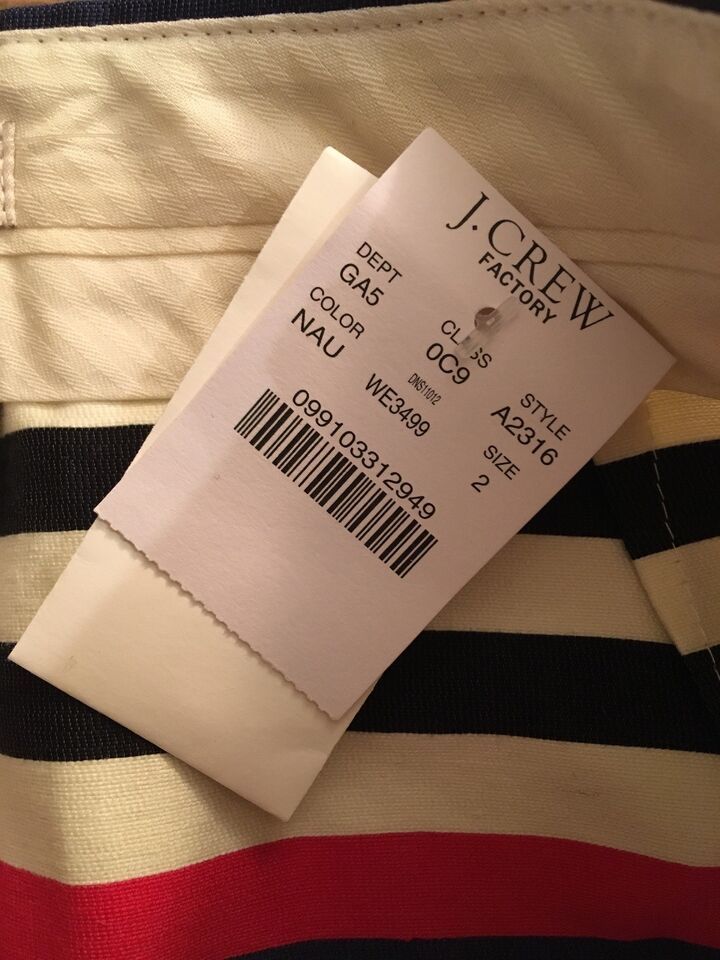 J.CREW
FACTORY
DEPT
GA5
CLASS
0C9
STYLE
A2316
COLOR
NAU
DNS11012
WE3499
SIZE
2
099103312949